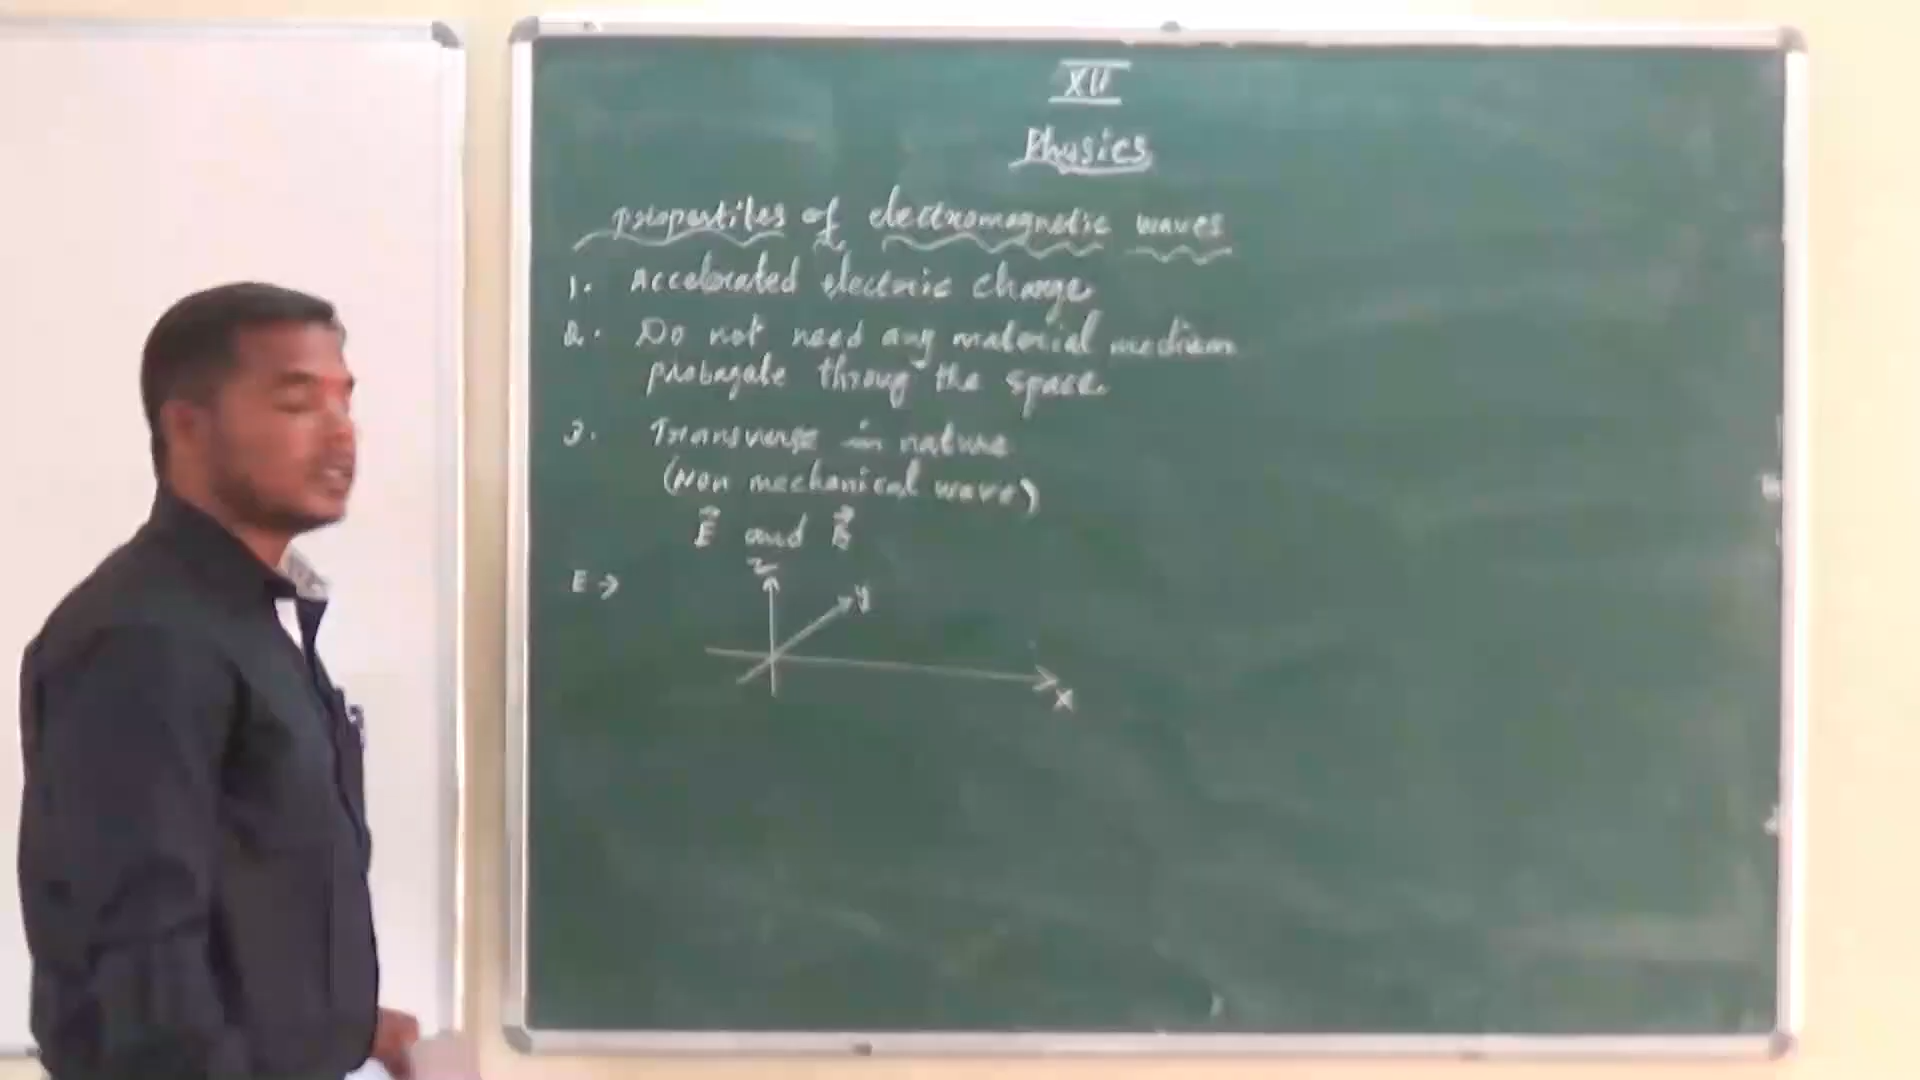 XII
Physics
properties of electromagnetic waves
1. Accelerated electric charge
2. Do not need any material medium
propagate throug the space.
3. Transverse in nature
(Non mechanical wave)
E⃗ and B⃗
E →
Z
y
X